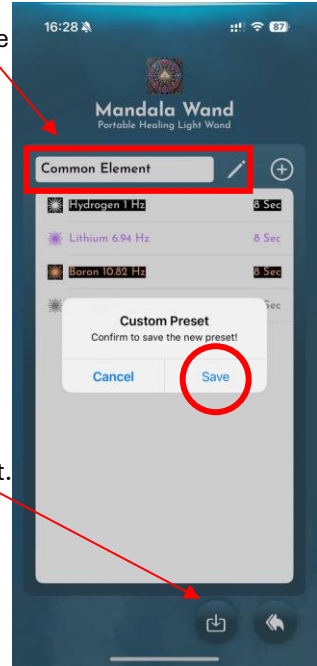 16:28
87
e
Mandala Wand
Portable Healing Light Wand
Common Element
Hydrogen 1 Hz 8 Sec
Lithium 6.94 Hz 8 Sec
Boron 10.82 Hz 8 Sec
Sec
Custom Preset
Confirm to save the new preset!
Cancel Save
t.